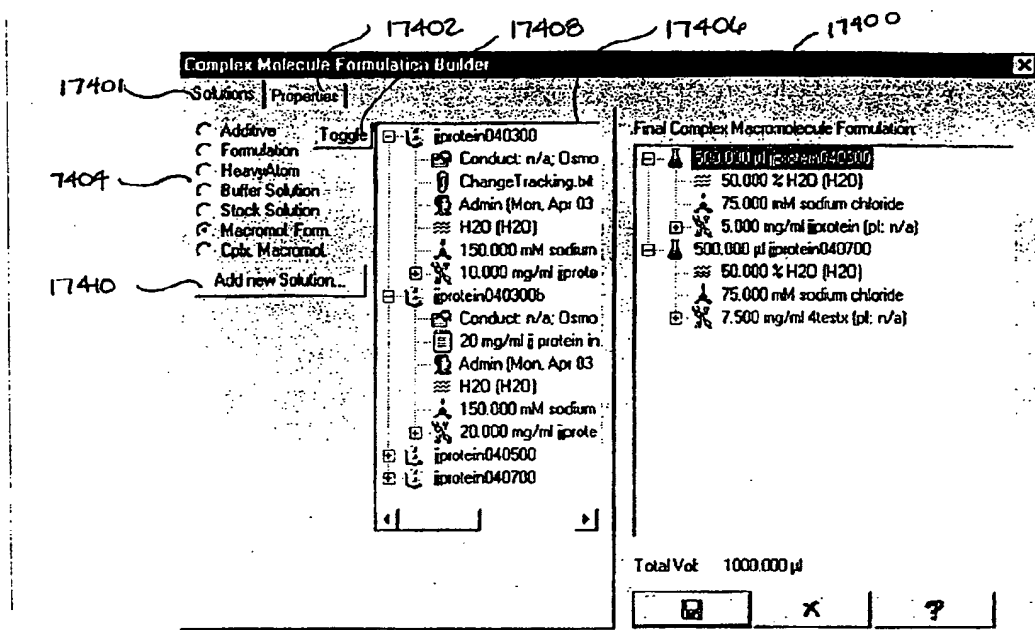 17402 17408 17406 17400
Complex Molecule Formulation Builder
17401
Solutions Properties
Additive
Toggle
Formulation
HeavyAtom
7404
Buffer Solution
Stock Solution
Macromol Form.
Cplx. Macromol.
17410
Add new Solution...
jjprotein040300
Conduct: n/a; Osmo
ChangeTracking.bit
Admin (Mon, Apr 03
H2O (H2O)
150.000 mM sodium
10.000 mg/ml jjprote
jjprotein040300b
Conduct: n/a; Osmo
20 mg/ml jj protein in
Admin (Mon, Apr 03
H2O (H2O)
150.000 mM sodium
20.000 mg/ml jjprote
jjprotein040500
jjprotein040700
Final Complex Macromolecule Formulation:
500.000 µl jjprotein040300
50.000 % H2O (H2O)
75.000 mM sodium chloride
5.000 mg/ml jjprotein (pI: n/a)
500.000 µl jjprotein040700
50.000 % H2O (H2O)
75.000 mM sodium chloride
7.500 mg/ml 4testx (pI: n/a)
Total Vol: 1000.000 µl
?